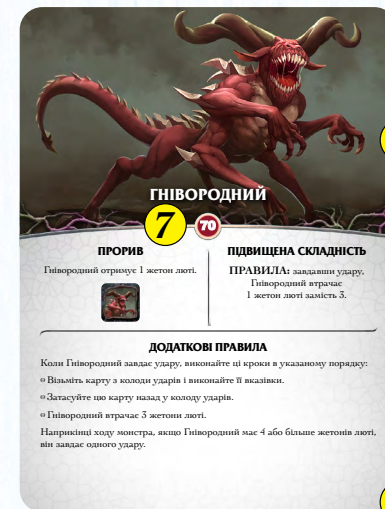 ГНІВОРОДНИЙ
7
70
ПРОРИВ
Гнівородний отримує 1 жетон люті.
ПІДВИЩЕНА СКЛАДНІСТЬ
ПРАВИЛА: завдавши удару,
Гнівородний втрачає
1 жетон люті замість 3.
ДОДАТКОВІ ПРАВИЛА
Коли Гнівородний завдає удару, виконайте ці кроки в указаному порядку:
Візьміть карту з колоди ударів і виконайте її вказівки.
Затасуйте цю карту назад у колоду ударів.
Гнівородний втрачає 3 жетони люті.
Наприкінці ходу монстра, якщо Гнівородний має 4 або більше жетонів люті,
він завдає одного удару.